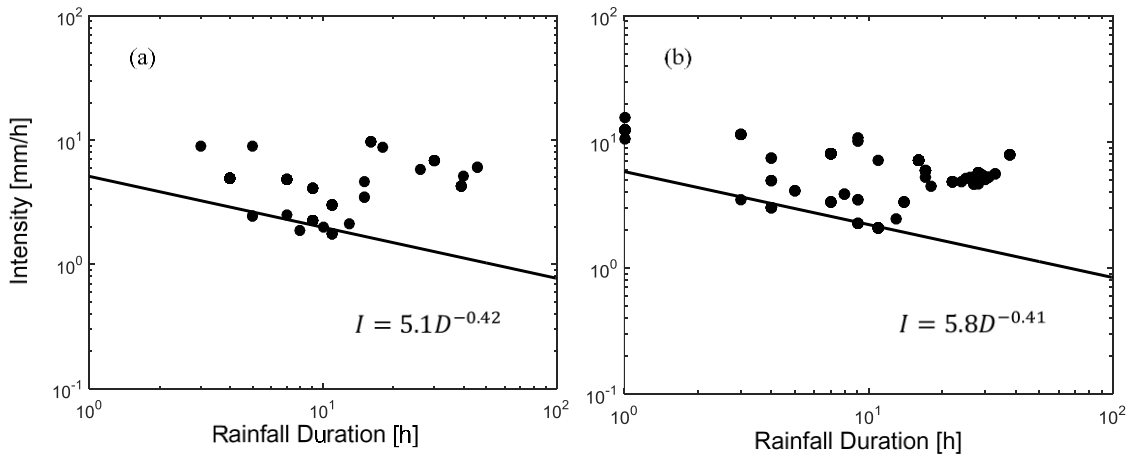 10²
(a)
10¹
10⁰
10⁻¹
Intensity [mm/h]
I = 5.1D⁻⁰·⁴²
10⁰
10¹
10²
Rainfall Duration [h]
10²
(b)
10¹
10⁰
10⁻¹
I = 5.8D⁻⁰·⁴¹
10⁰
10¹
10²
Rainfall Duration [h]